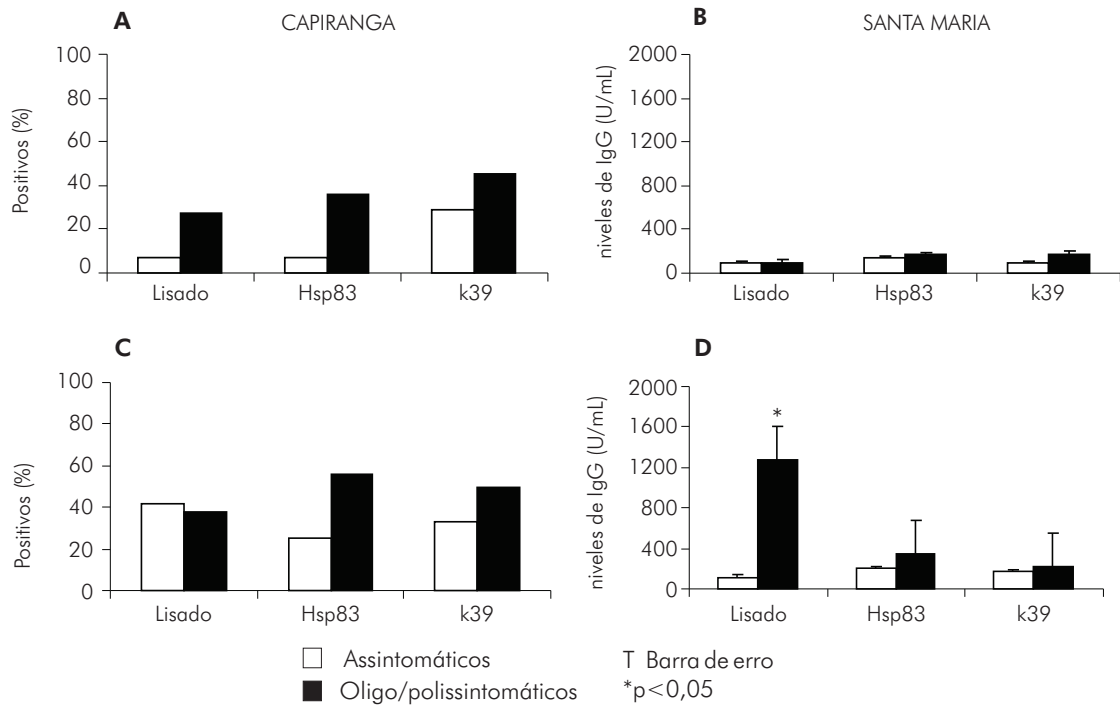 A CAPIRANGA
Positivos (%)
100
80
60
40
20
0
Lisado Hsp83 k39
B SANTA MARIA
niveles de IgG (U/mL)
2000
1600
1200
800
400
0
Lisado Hsp83 k39
C
Positivos (%)
100
80
60
40
20
0
Lisado Hsp83 k39
D
niveles de IgG (U/mL)
2000
1600
1200
800
400
0
*
Lisado Hsp83 k39
Assintomáticos
Oligo/polissintomáticos
T Barra de erro
*p<0,05